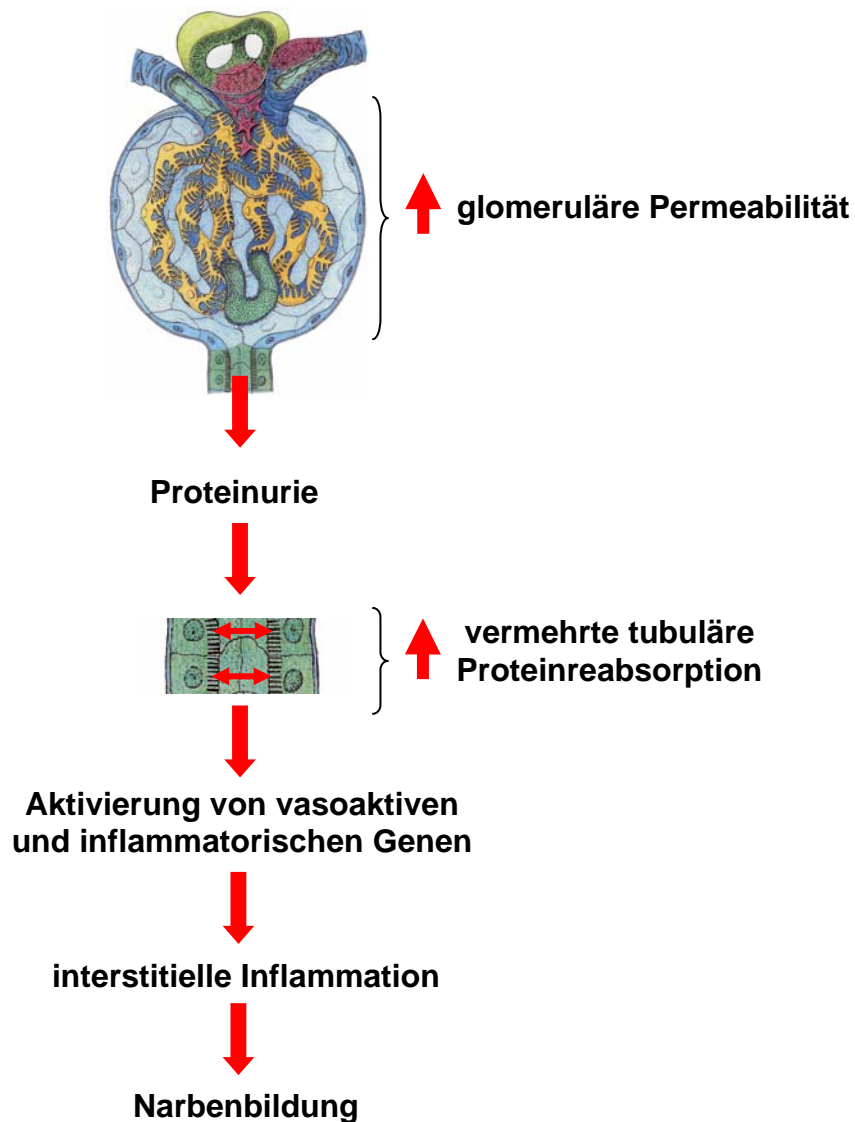 glomeruläre Permeabilität
Proteinurie
vermehrte tubuläre
Proteinreabsorption
Aktivierung von vasoaktiven
und inflammatorischen Genen
interstitielle Inflammation
Narbenbildung